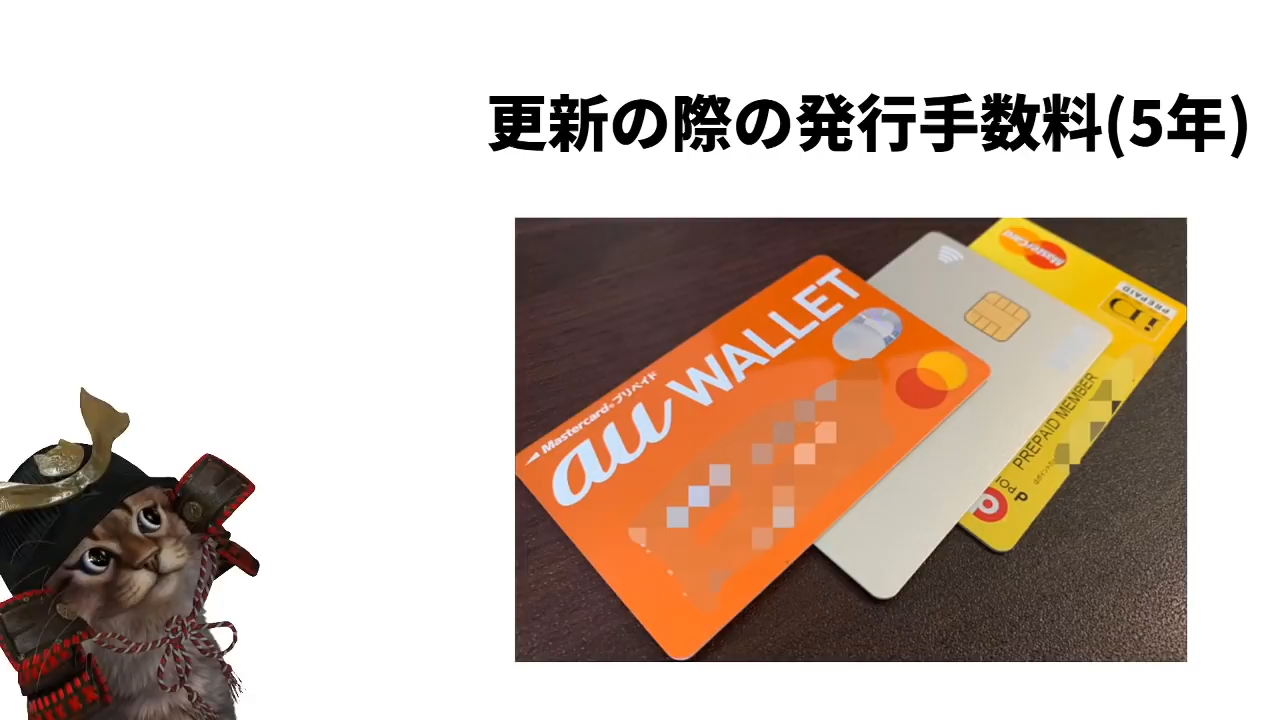 更新の際の発行手数料(5年)
Mastercard®プリペイド
au WALLET
MasterCard
iD
PREPAID
PREPAID MEMBER